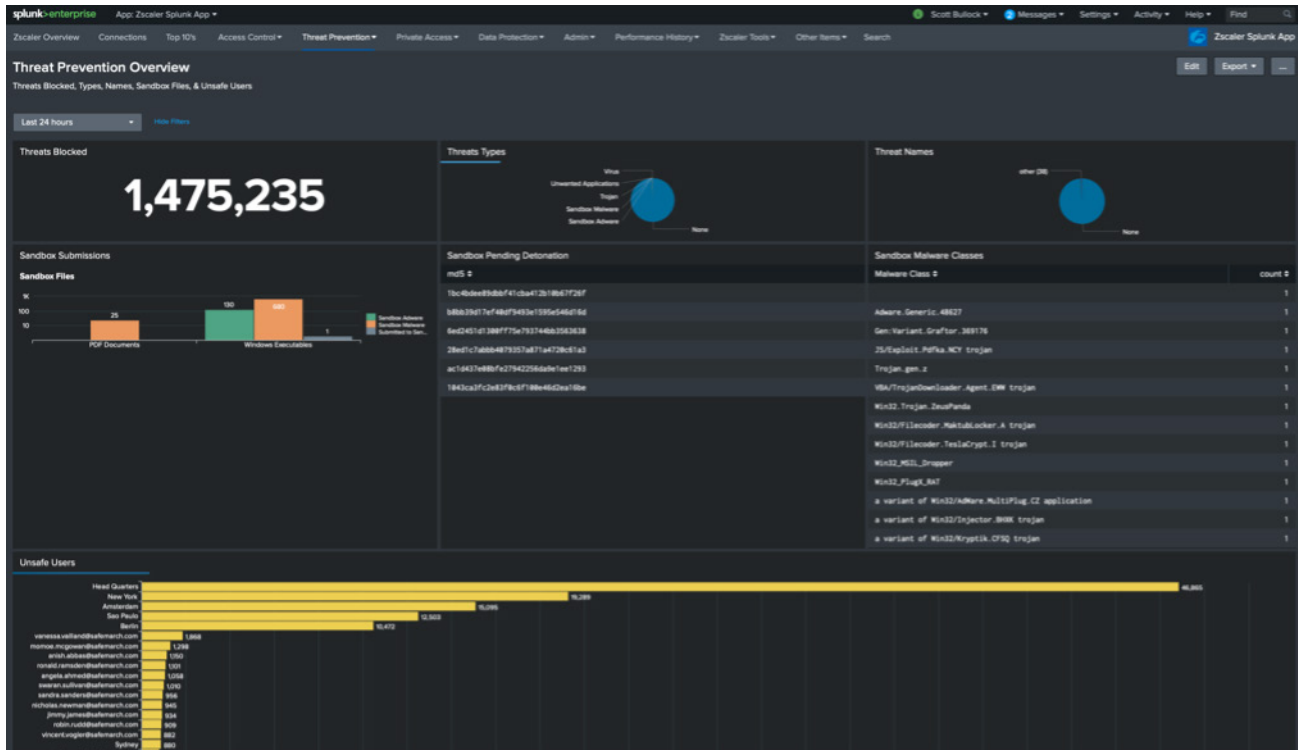 splunk>enterprise App: Zscaler Splunk App Scott Bullock 2 Messages Settings Activity Help Find
Zscaler Overview Connections Top 10's Access Control Threat Prevention Private Access Data Protection Admin Performance History Zscaler Tools Other Items Search Zscaler Splunk App
Threat Prevention Overview Edit Export ...
Threats Blocked, Types, Names, Sandbox Files, & Unsafe Users
Last 24 hours Hide Filters
Threats Blocked
1,475,235
Threats Types
Virus
Unwanted Applications
Trojan
Sandbox Malware
Sandbox Adware
None
Threat Names
other (38)
None
Sandbox Submissions
Sandbox Files
1K
100
10
25
130
680
1
PDF Documents Windows Executables
Sandbox Adware
Sandbox Malware
Submitted to San...
Sandbox Pending Detonation
md5
Sandbox Malware Classes
Malware Class count
1
Adware.Generic.48627 1
Gen:Variant.Graftor.369176 1
JS/Exploit.Pdfka.NCY trojan 1
Trojan.gen.z 1
VBA/TrojanDownloader.Agent.EMW trojan 1
Win32.Trojan.ZeusPanda 1
Win32/Filecoder.MaktubLocker.A trojan 1
Win32/Filecoder.TeslaCrypt.I trojan 1
Win32_MSIL_Dropper 1
Win32_PlugX_RAT 1
a variant of Win32/AdWare.MultiPlug.CZ application 1
a variant of Win32/Injector.BHXK trojan 1
a variant of Win32/Kryptik.CFSQ trojan 1
Unsafe Users
Head Quarters 46,865
New York 19,289
Amsterdam 15,095
Sao Paulo 12,503
Berlin 10,472
vanessa.vailland@safemarch.com 1,868
momoe.mcgowan@safemarch.com 1,298
anish.abbas@safemarch.com 1,150
ronald.ramsden@safemarch.com 1,101
angela.ahmed@safemarch.com 1,058
swaran.sullivan@safemarch.com 1,010
sandra.sanders@safemarch.com 956
nicholas.newman@safemarch.com 945
jimmy.james@safemarch.com 934
robin.rudd@safemarch.com 909
vincent.vogler@safemarch.com 882
Sydney 880